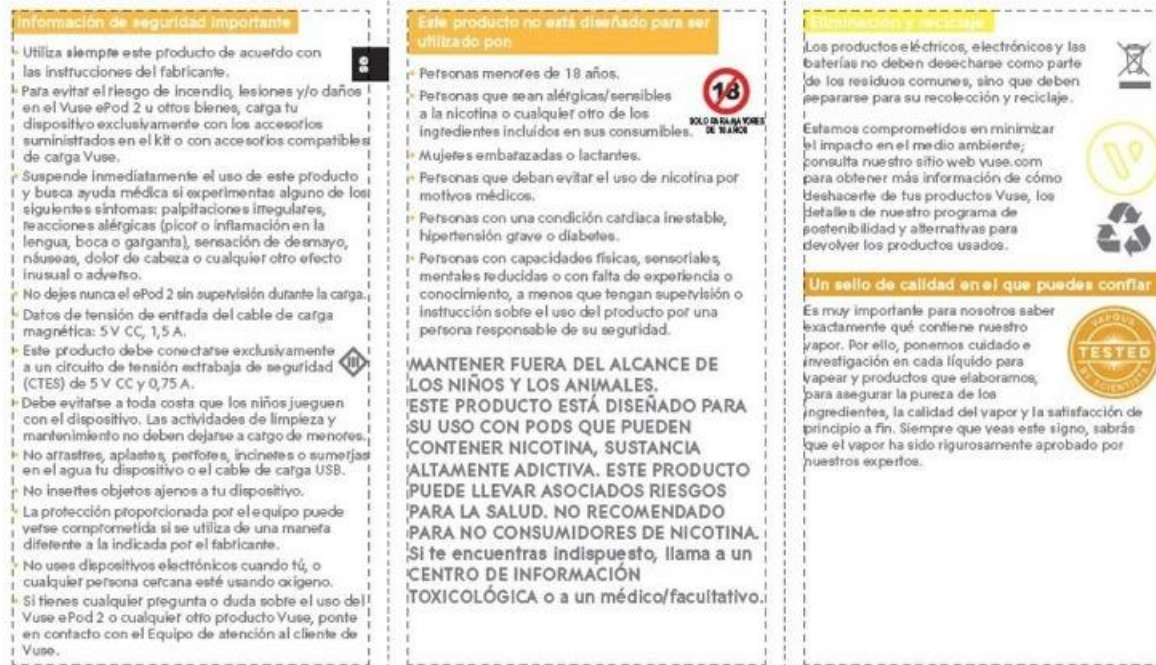 Información de seguridad importante
Utiliza siempre este producto de acuerdo con
las instrucciones del fabricante.
Para evitar el riesgo de incendio, lesiones y/o daños
en el Vuse ePod 2 u otros bienes, carga tu
dispositivo exclusivamente con los accesorios
suministrados en el kit o con accesorios compatibles
de carga Vuse.
Suspende inmediatamente el uso de este producto
y busca ayuda médica si experimentas alguno de los
siguientes síntomas: palpitaciones irregulares,
reacciones alérgicas (picor o inflamación en la
lengua, boca o garganta), sensación de desmayo,
náuseas, dolor de cabeza o cualquier otro efecto
inusual o adverso.
No dejes nunca el ePod 2 sin supervisión durante la carga.
Datos de tensión de entrada del cable de carga
magnética: 5 V CC, 1,5 A.
Este producto debe conectarse exclusivamente
a un circuito de tensión extrabaja de seguridad
(CTES) de 5 V CC y 0,75 A.
Debe evitarse a toda costa que los niños jueguen
con el dispositivo. Las actividades de limpieza y
mantenimiento no deben dejarse a cargo de menores.
No arrastres, aplastes, perfores, incineres o sumerjas
en el agua tu dispositivo o el cable de carga USB.
No insertes objetos ajenos a tu dispositivo.
La protección proporcionada por el equipo puede
verse comprometida si se utiliza de una manera
diferente a la indicada por el fabricante.
No uses dispositivos electrónicos cuando tú, o
cualquier persona cercana esté usando oxígeno.
Si tienes cualquier pregunta o duda sobre el uso del
Vuse ePod 2 o cualquier otro producto Vuse, ponte
en contacto con el Equipo de atención al cliente de
Vuse.
Este producto no está diseñado para ser
utilizado por:
Personas menores de 18 años.
Personas que sean alérgicas/sensibles
a la nicotina o cualquier otro de los
ingredientes incluídos en sus consumibles.
18
SOLO PARA MAYORES
DE 18 AÑOS
Mujeres embarazadas o lactantes.
Personas que deban evitar el uso de nicotina por
motivos médicos.
Personas con una condición cardiaca inestable,
hipertensión grave o diabetes.
Personas con capacidades físicas, sensoriales,
mentales reducidas o con falta de experiencia o
conocimiento, a menos que tengan supervisión o
instrucción sobre el uso del producto por una
persona responsable de su seguridad.
MANTENER FUERA DEL ALCANCE DE
LOS NIÑOS Y LOS ANIMALES.
ESTE PRODUCTO ESTÁ DISEÑADO PARA
SU USO CON PODS QUE PUEDEN
CONTENER NICOTINA, SUSTANCIA
ALTAMENTE ADICTIVA. ESTE PRODUCTO
PUEDE LLEVAR ASOCIADOS RIESGOS
PARA LA SALUD. NO RECOMENDADO
PARA NO CONSUMIDORES DE NICOTINA.
Si te encuentras indispuesto, llama a un
CENTRO DE INFORMACIÓN
TOXICOLÓGICA o a un médico/facultativo.
Eliminación y reciclaje
Los productos eléctricos, electrónicos y las
baterías no deben desecharse como parte
de los residuos comunes, sino que deben
separarse para su recolección y reciclaje.
Estamos comprometidos en minimizar
el impacto en el medio ambiente;
consulta nuestro sitio web vuse.com
para obtener más información de cómo
deshacerte de tus productos Vuse, los
detalles de nuestro programa de
sostenibilidad y alternativas para
devolver los productos usados.
Un sello de calidad en el que puedes confiar
Es muy importante para nosotros saber
exactamente qué contiene nuestro
vapor. Por ello, ponemos cuidado e
investigación en cada líquido para
vapear y productos que elaboramos,
para asegurar la pureza de los
ingredientes, la calidad del vapor y la satisfacción de
principio a fin. Siempre que veas este signo, sabrás
que el vapor ha sido rigurosamente aprobado por
nuestros expertos.
VAPOUR
TESTED
BY SCIENTISTS